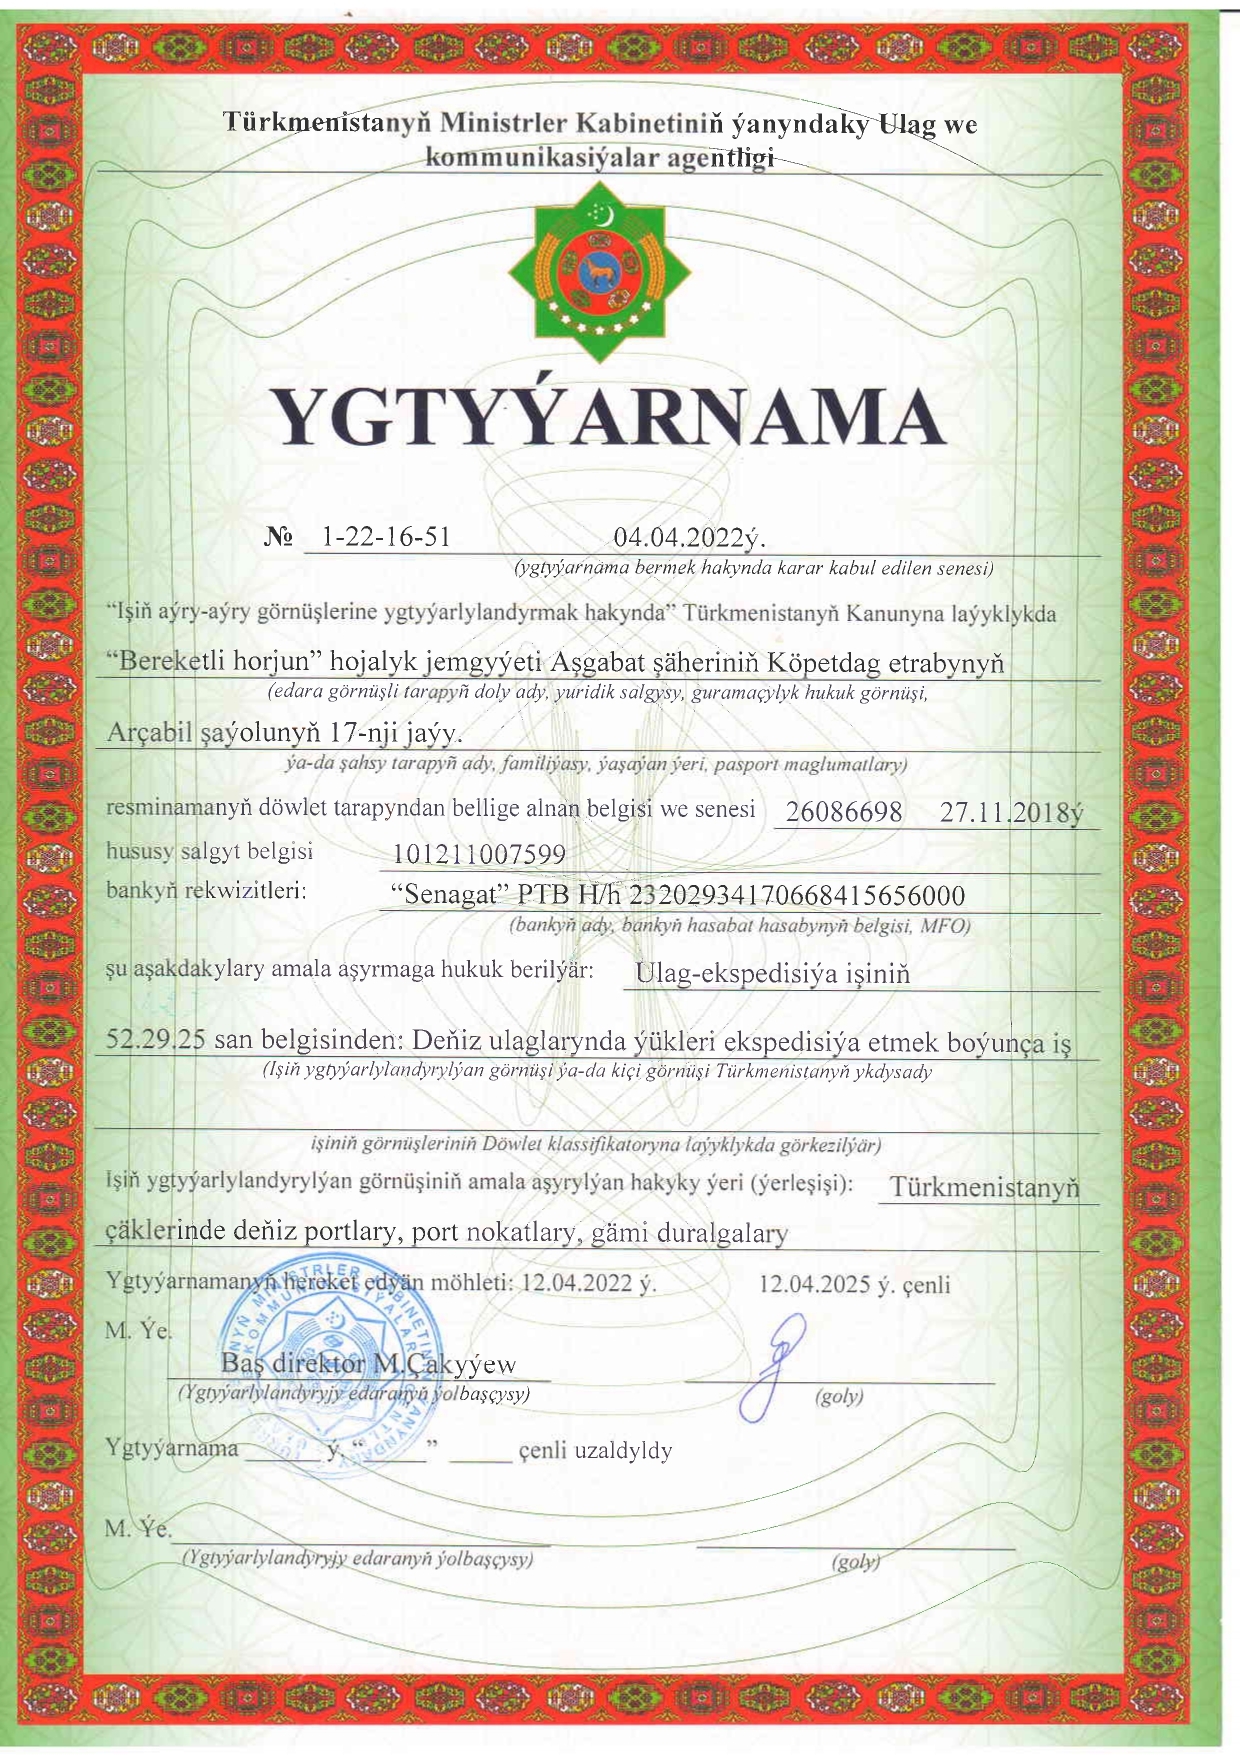 Türkmenistanyň Ministrler Kabinetiniň ýanyndaky Ulag we
kommunikasiýalar agentligi
YGTYÝARNAMA
№ 1-22-16-51 04.04.2022ý.
(ygtyýarnama bermek hakynda karar kabul edilen senesi)
“Işiň aýry-aýry görnüşlerine ygtyýarlylandyrmak hakynda” Türkmenistanyň Kanunyna laýyklykda
“Bereketli horjun” hojalyk jemgyýeti Aşgabat şäheriniň Köpetdag etrabynyň
(edara görnüşli tarapyň doly ady, yuridik salgysy, guramaçylyk hukuk görnüşi,
Arçabil şaýolunyň 17-nji jaýy.
ýa-da şahsy tarapyň ady, familiýasy, ýaşaýan ýeri, pasport maglumatlary)
resminamanyň döwlet tarapyndan bellige alnan belgisi we senesi 26086698 27.11.2018ý
hususy salgyt belgisi 101211007599
bankyň rekwizitleri: “Senagat” PTB H/h 23202934170668415656000
(bankyň ady, bankyň hasabat hasabynyň belgisi, MFO)
şu aşakdakylary amala aşyrmaga hukuk berilýär: Ulag-ekspedisiýa işiniň
52.29.25 san belgisinden: Deňiz ulaglarynda ýükleri ekspedisiýa etmek boýunça iş
(Işiň ygtyýarlylandyrylýan görnüşi ýa-da kiçi görnüşi Türkmenistanyň ykdysady
işiniň görnüşleriniň Döwlet klassifikatoryna laýyklykda görkezilýär)
Işiň ygtyýarlylandyrylýan görnüşiniň amala aşyrylýan hakyky ýeri (ýerleşişi): Türkmenistanyň
çäklerinde deňiz portlary, port nokatlary, gämi duralgalary
Ygtyýarnamanyň hereket edýän möhleti: 12.04.2022 ý. 12.04.2025 ý. çenli
M. Ýe.
Baş direktor M.Çakyýew
(Ygtyýarlylandyryjy edaranyň ýolbaşçysy) (goly)
Ygtyýarnama ______ ý. “_____” _____ çenli uzaldyldy
M. Ýe.
(Ygtyýarlylandyryjy edaranyň ýolbaşçysy) (goly)